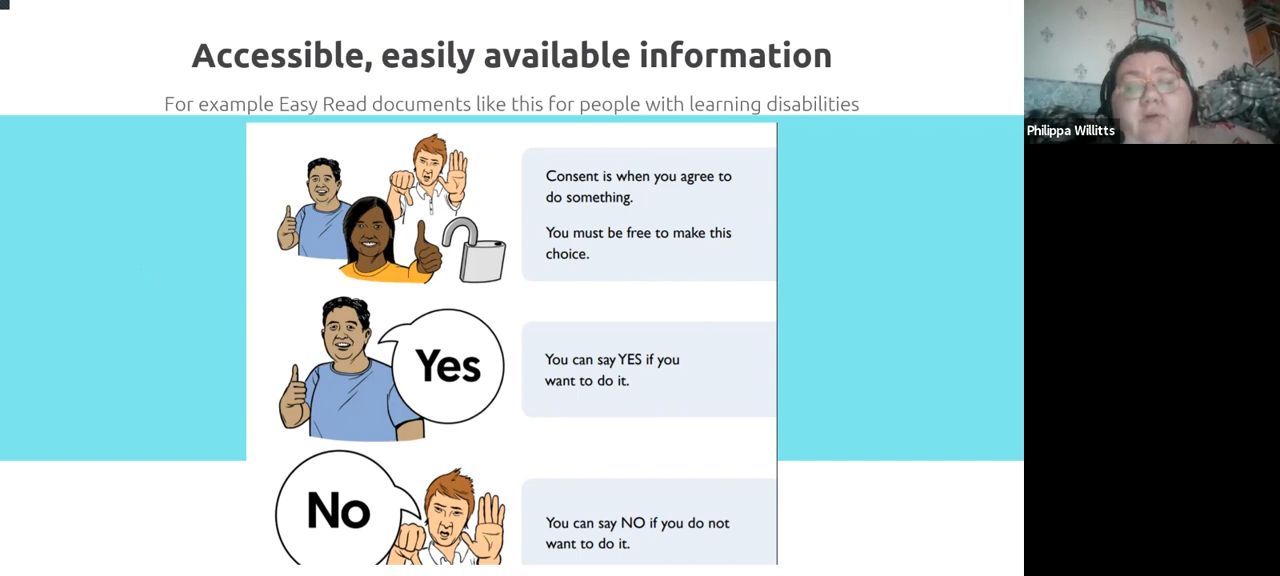 Accessible, easily available information
For example Easy Read documents like this for people with learning disabilities
Philippa Willitts
Consent is when you agree to
do something.
You must be free to make this
choice.
Yes
You can say YES if you
want to do it.
No
You can say NO if you do not
want to do it.